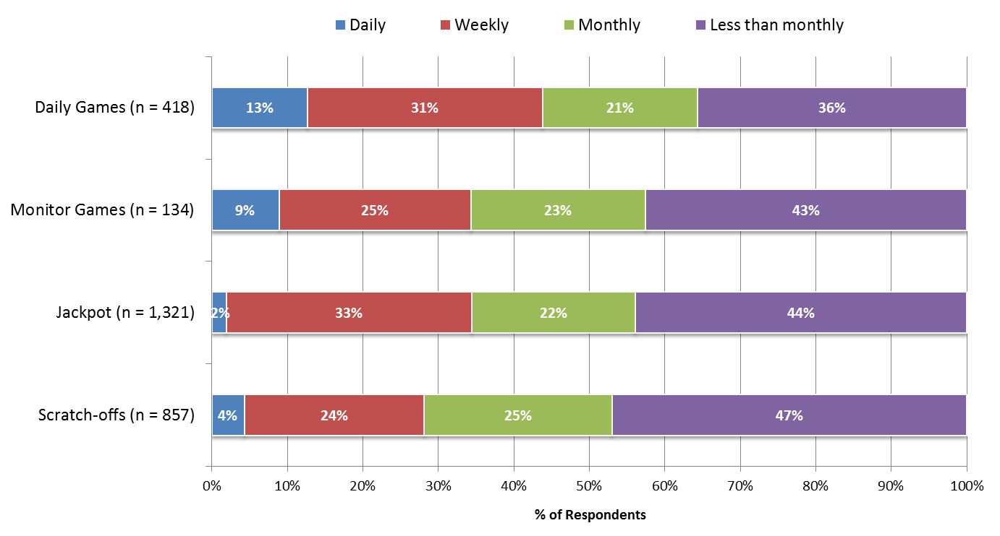 Daily Weekly Monthly Less than monthly
Daily Games (n = 418) 13% 31% 21% 36%
Monitor Games (n = 134) 9% 25% 23% 43%
Jackpot (n = 1,321) 2% 33% 22% 44%
Scratch-offs (n = 857) 4% 24% 25% 47%
0% 10% 20% 30% 40% 50% 60% 70% 80% 90% 100%
% of Respondents